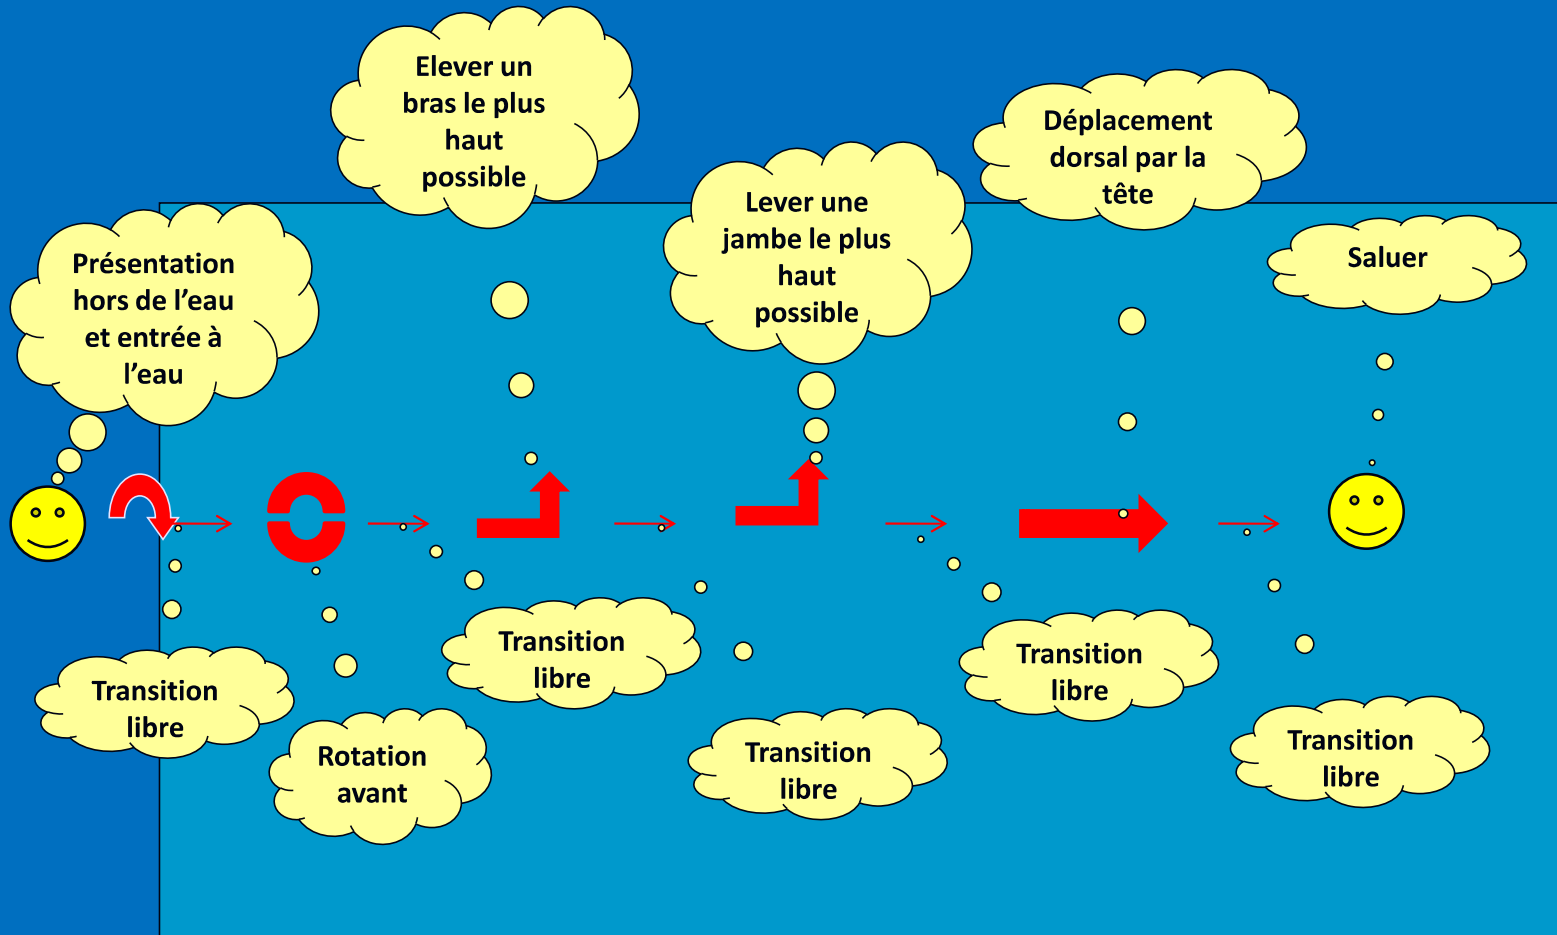 Présentation
hors de l’eau
et entrée à
l’eau
Transition
libre
Rotation
avant
Transition
libre
Elever un
bras le plus
haut
possible
Transition
libre
Lever une
jambe le plus
haut
possible
Transition
libre
Déplacement
dorsal par la
tête
Transition
libre
Saluer